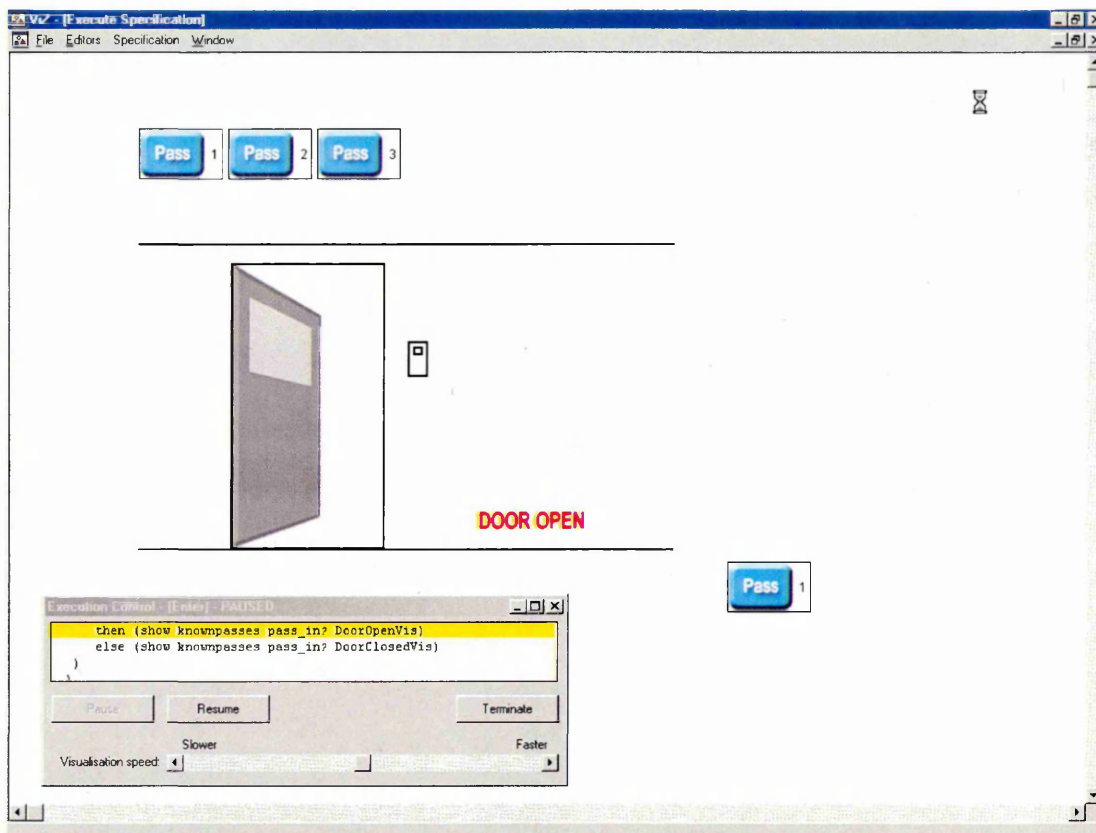 ViZ - [Execute Specification]
File Editors Specification Window
Pass 1 Pass 2 Pass 3
DOOR OPEN
Pass 1
Execution Control - [Enter] - PAUSED
then (show knownpasses pass_in? DoorOpenVis)
else (show knownpasses pass_in? DoorClosedVis)
)
)
Pause Resume Terminate
Slower Faster
Visualisation speed: